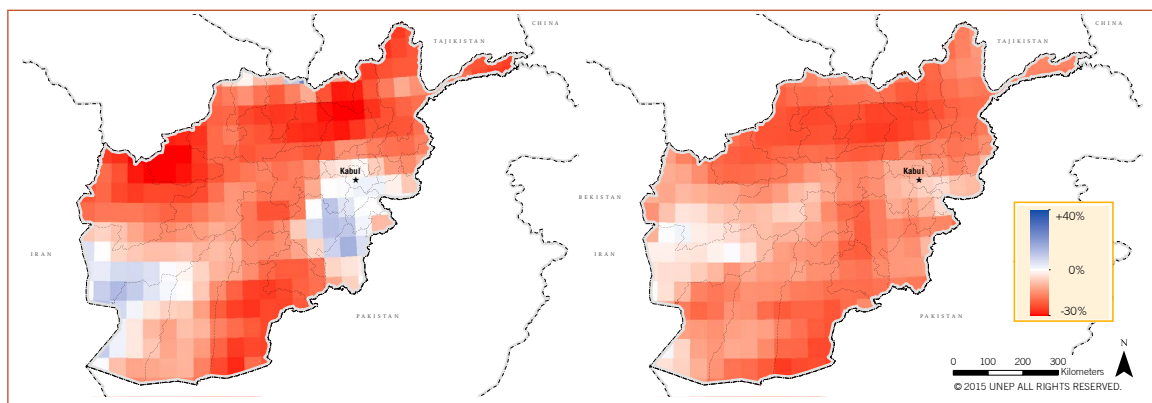 CHINA
TAJIKISTAN
Kabul
IRAN
PAKISTAN
CHINA
TAJIKISTAN
Kabul
BEKISTAN
IRAN
PAKISTAN
+40%
0%
-30%
N
0 100 200 300
Kilometers
© 2015 UNEP ALL RIGHTS RESERVED.